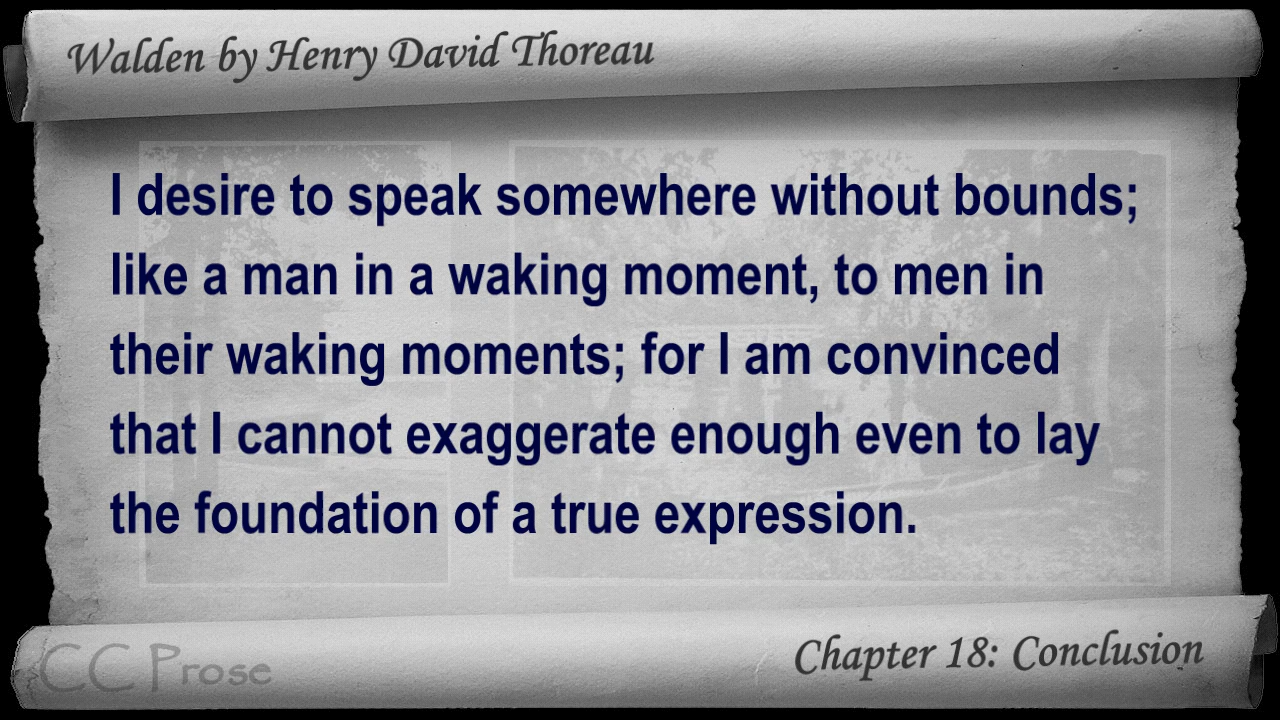 Walden by Henry David Thoreau
I desire to speak somewhere without bounds;
like a man in a waking moment, to men in
their waking moments; for I am convinced
that I cannot exaggerate enough even to lay
the foundation of a true expression.
CC Prose
Chapter 18: Conclusion